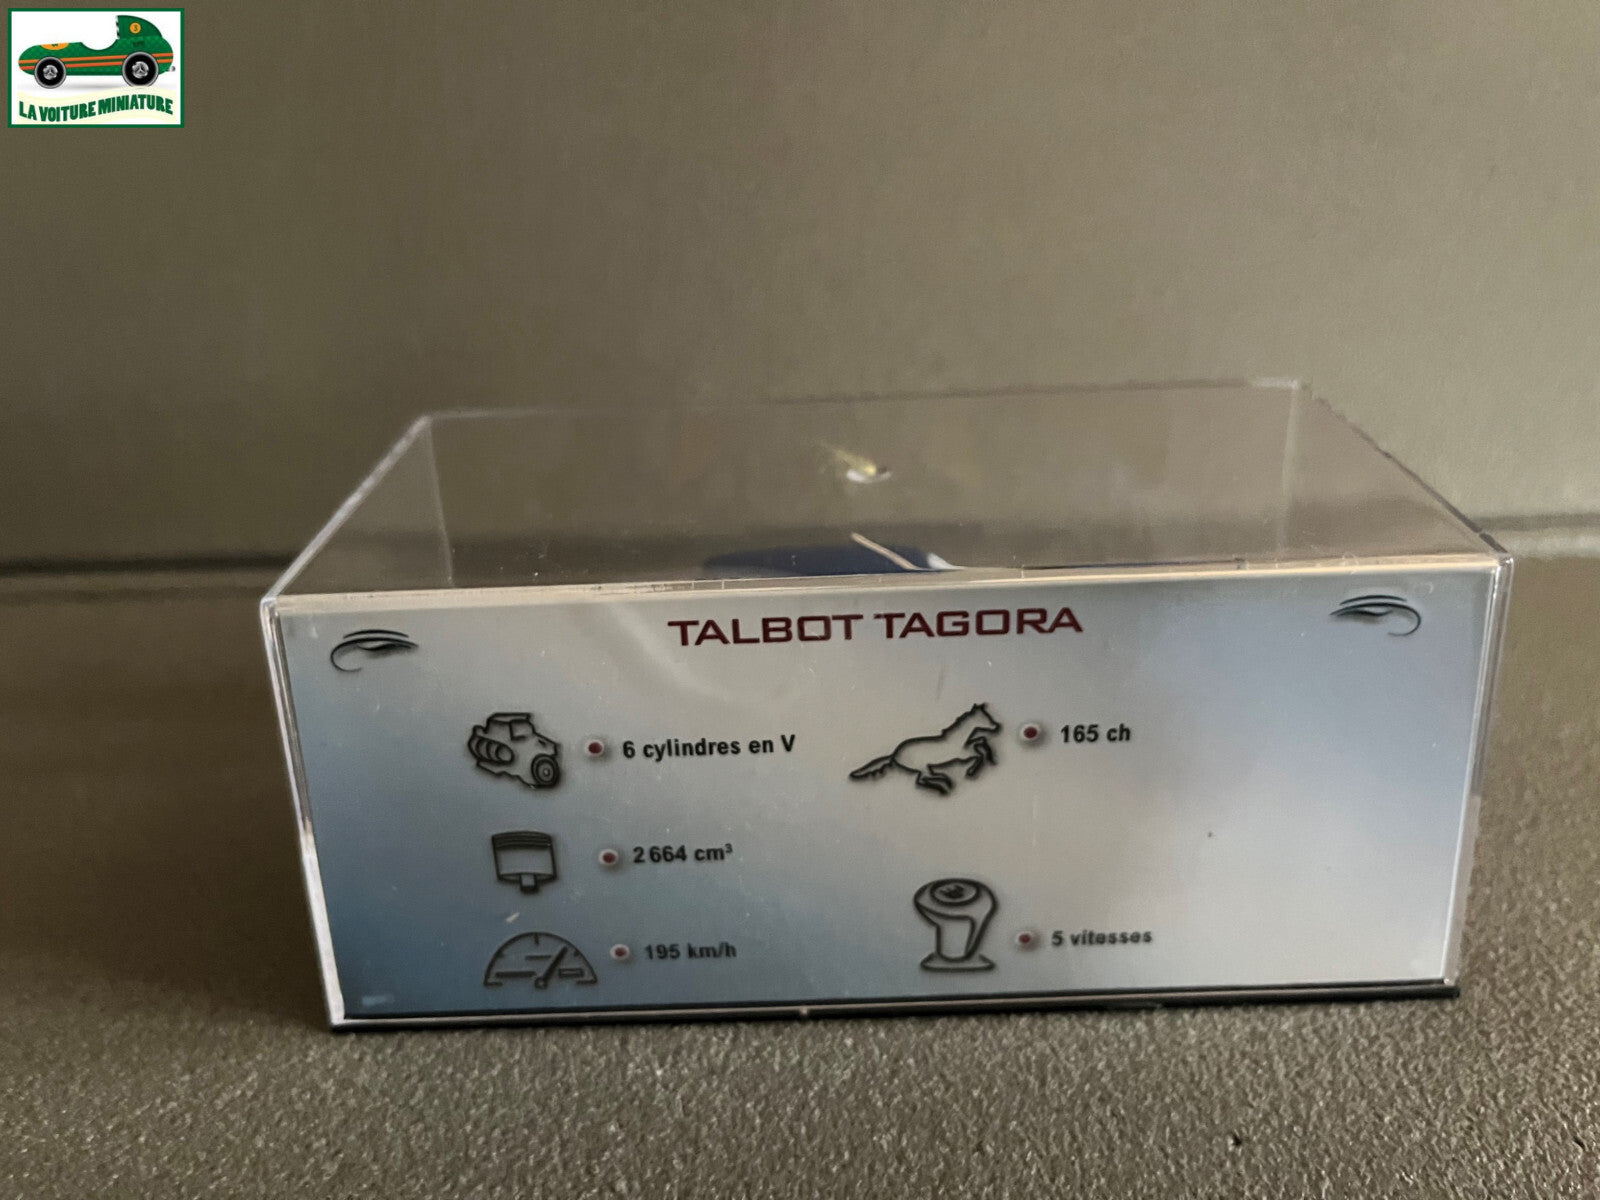 LA VOITURE MINIATURE
TALBOT TAGORA
6 cylindres en V
165 ch
2 664 cm³
195 km/h
5 vitesses